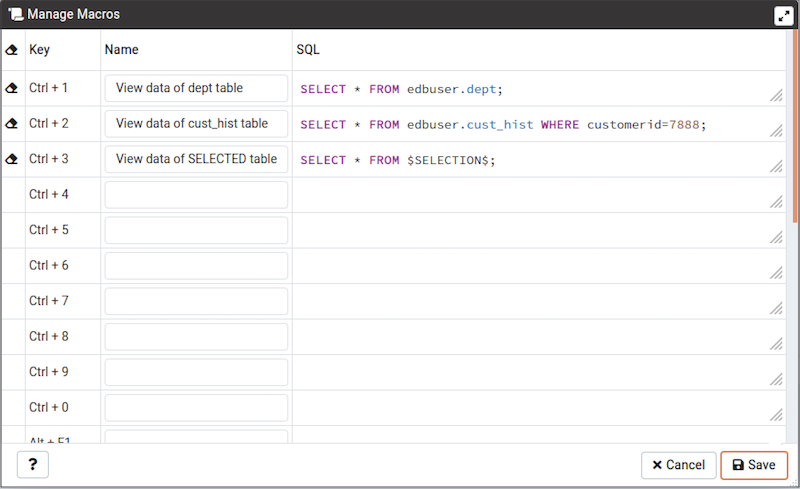 Manage Macros
Key Name SQL
Ctrl + 1 View data of dept table SELECT * FROM edbuser.dept;
Ctrl + 2 View data of cust_hist table SELECT * FROM edbuser.cust_hist WHERE customerid=7888;
Ctrl + 3 View data of SELECTED table SELECT * FROM $SELECTION$;
Ctrl + 4
Ctrl + 5
Ctrl + 6
Ctrl + 7
Ctrl + 8
Ctrl + 9
Ctrl + 0
Alt + F1
? Cancel Save